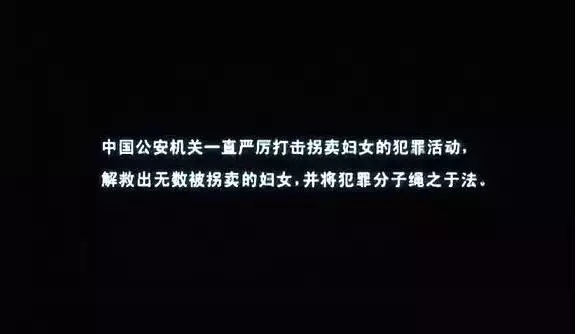 中国公安机关一直严厉打击拐卖妇女的犯罪活动，
解救出无数被拐卖的妇女，并将犯罪分子绳之于法。